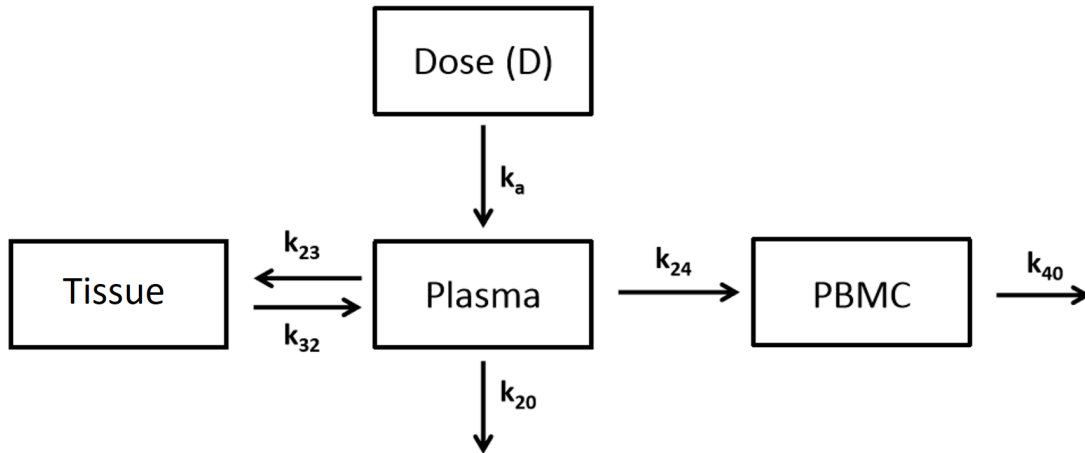 Dose (D)
kₐ
k₂₃
Tissue
k₃₂
Plasma
k₂₄
PBMC
k₄₀
k₂₀